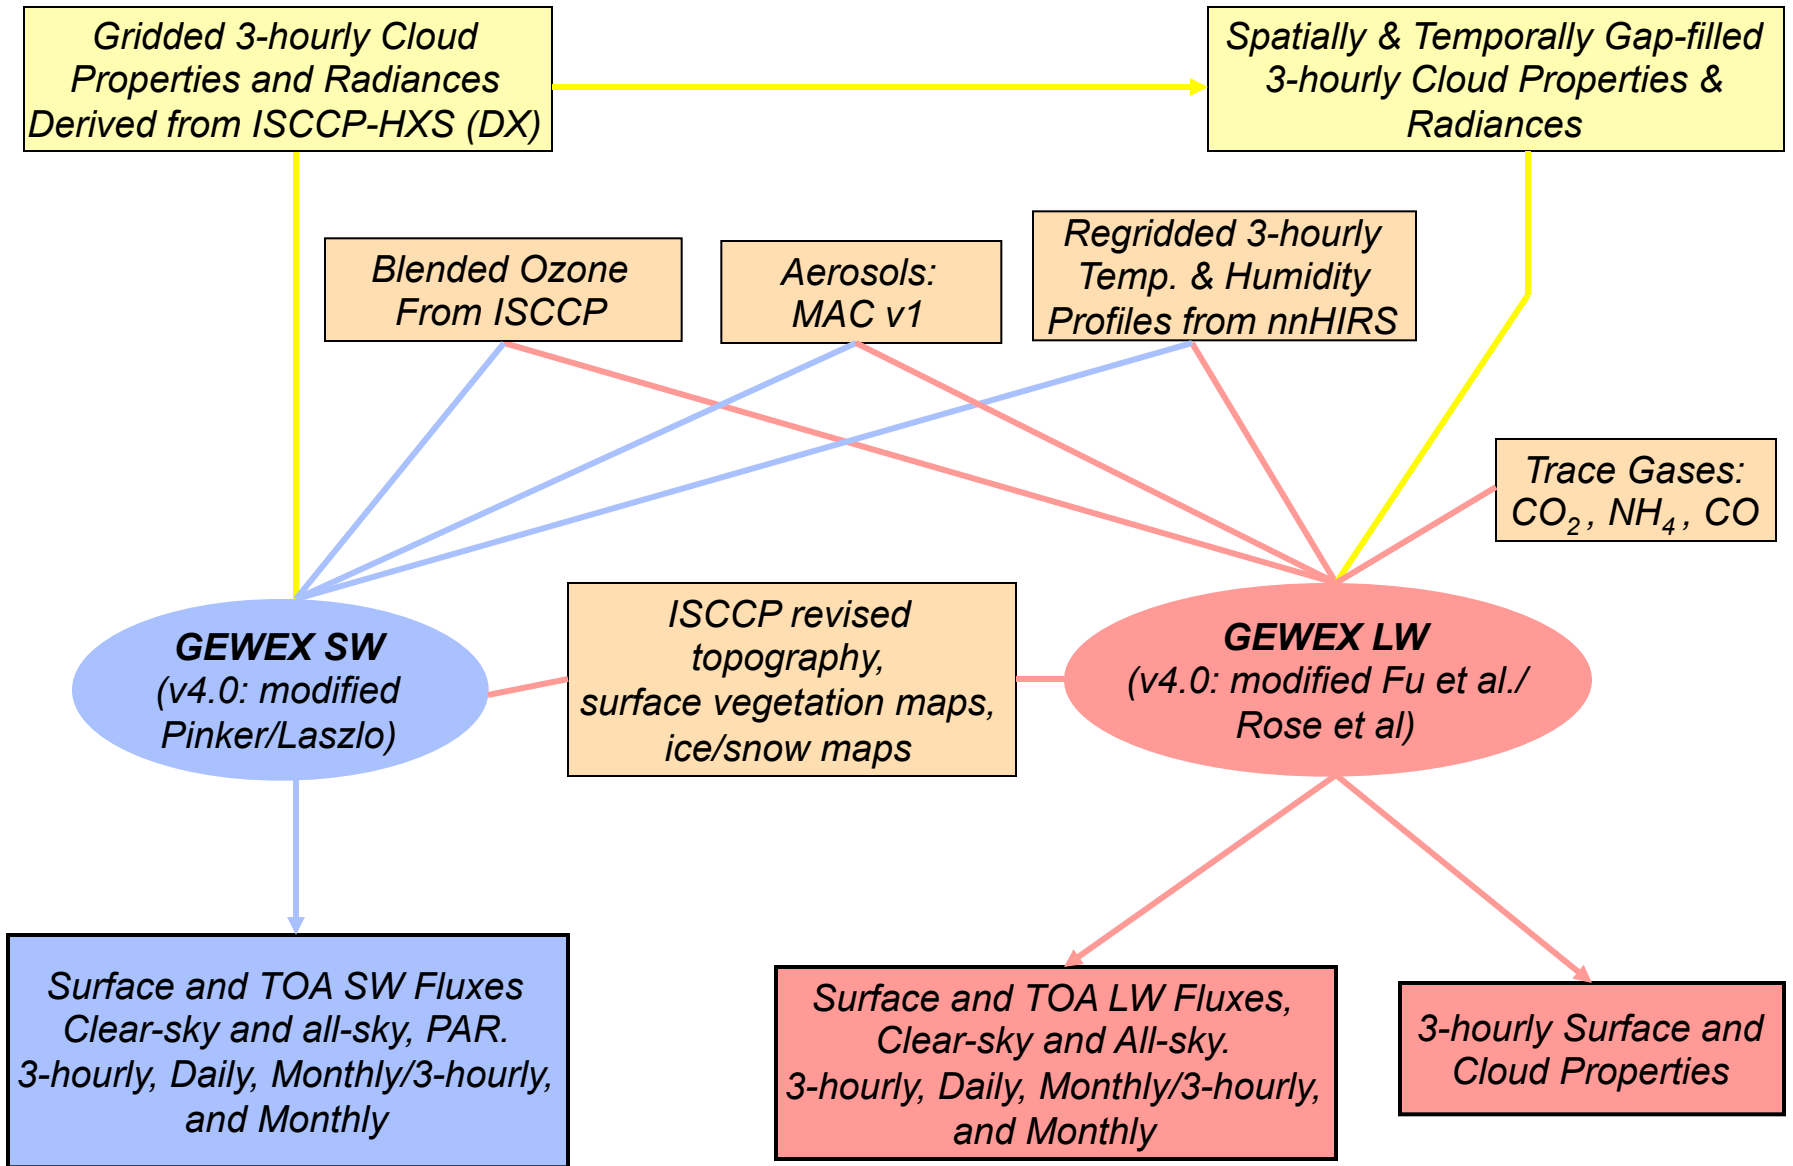 Gridded 3-hourly Cloud
Properties and Radiances
Derived from ISCCP-HXS (DX)
Spatially & Temporally Gap-filled
3-hourly Cloud Properties &
Radiances
Blended Ozone
From ISCCP
Aerosols:
MAC v1
Regridded 3-hourly
Temp. & Humidity
Profiles from nnHIRS
Trace Gases:
CO2 , NH4 , CO
GEWEX SW
(v4.0: modified
Pinker/Laszlo)
ISCCP revised
topography,
surface vegetation maps,
ice/snow maps
GEWEX LW
(v4.0: modified Fu et al./
Rose et al)
Surface and TOA SW Fluxes
Clear-sky and all-sky, PAR.
3-hourly, Daily, Monthly/3-hourly,
and Monthly
Surface and TOA LW Fluxes,
Clear-sky and All-sky.
3-hourly, Daily, Monthly/3-hourly,
and Monthly
3-hourly Surface and
Cloud Properties